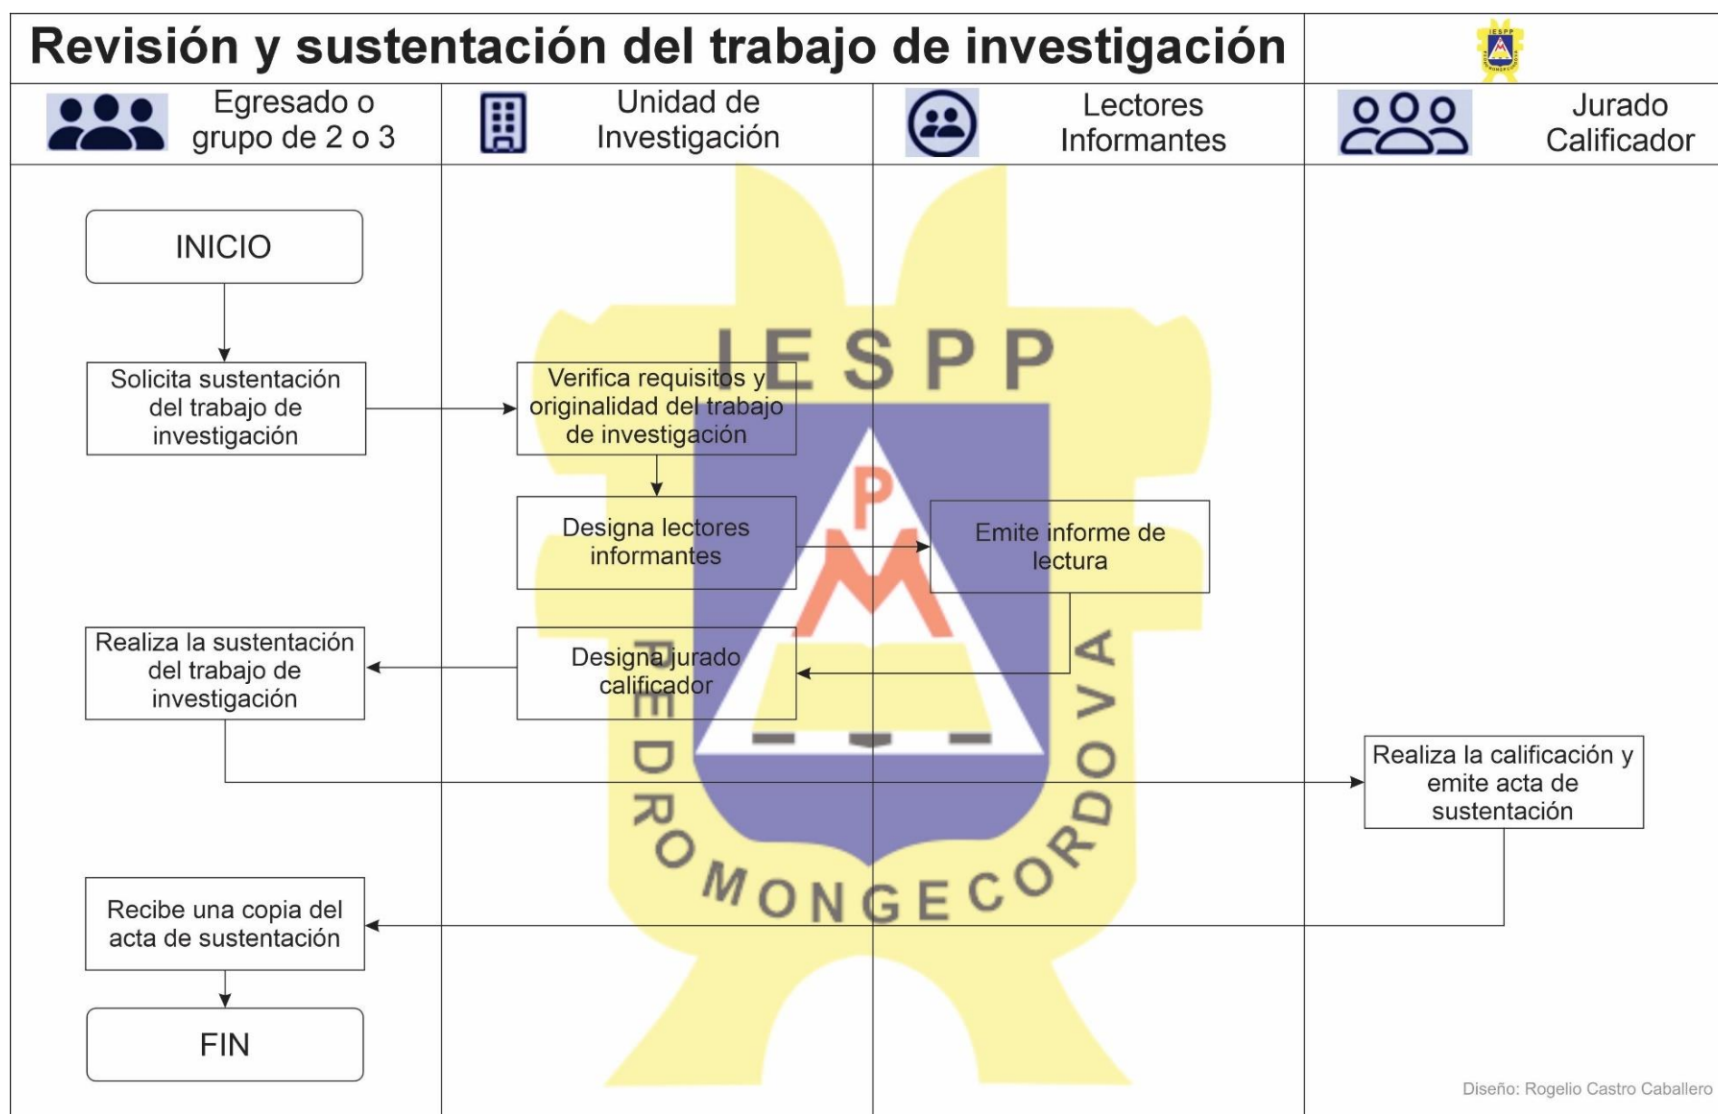 Revisión y sustentación del trabajo de investigación
IESPP
Egresado o
grupo de 2 o 3
Unidad de
Investigación
Lectores
Informantes
Jurado
Calificador
INICIO
Solicita sustentación
del trabajo de
investigación
Verifica requisitos y
originalidad del trabajo
de investigación
Designa lectores
informantes
Emite informe de
lectura
Designa jurado
calificador
Realiza la sustentación
del trabajo de
investigación
Realiza la calificación y
emite acta de
sustentación
Recibe una copia del
acta de sustentación
FIN
IESPP
P
M
PEDRO MONGE CORDOVA
Diseño: Rogelio Castro Caballero